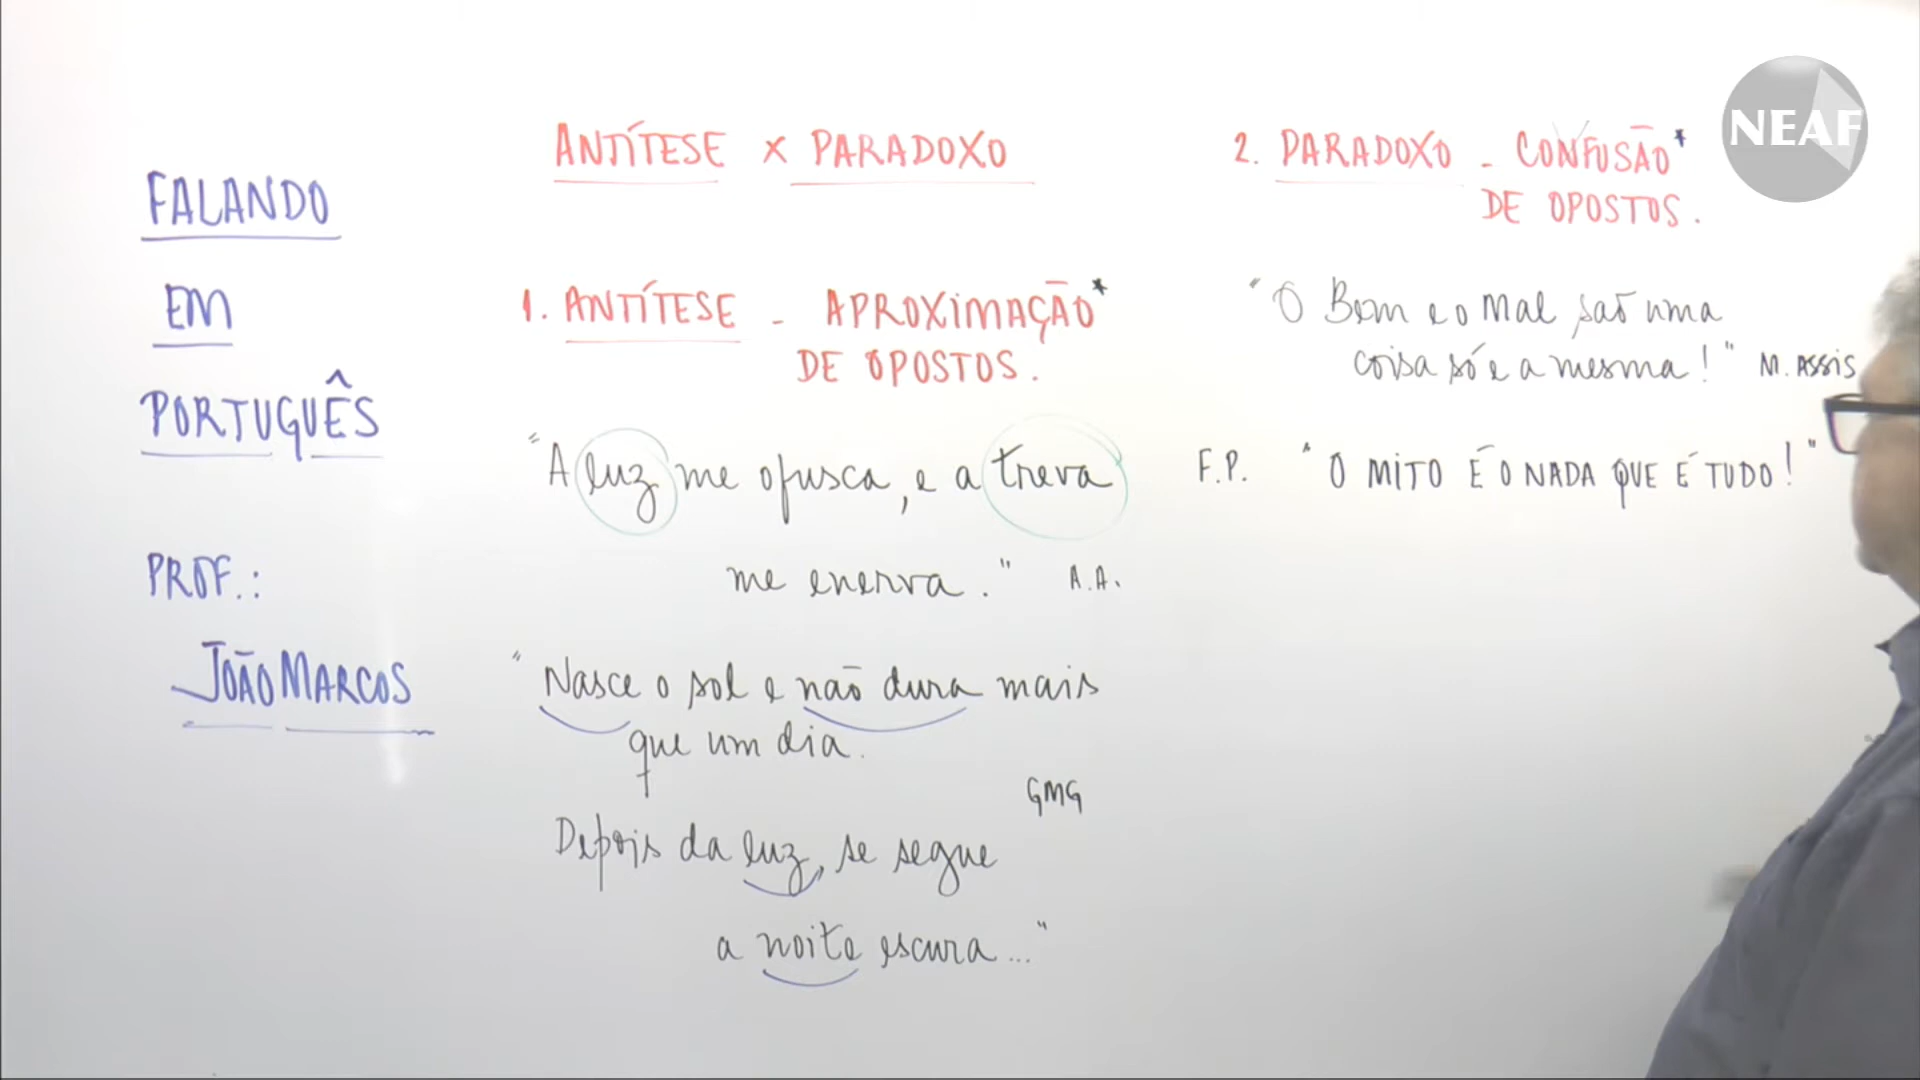 FALANDO
EM
PORTUGUÊS
PROF.:
JOÃO MARCOS
ANTÍTESE X PARADOXO
1. ANTÍTESE - APROXIMAÇÃO*
DE OPOSTOS.
"A luz me ofusca, e a treva
me enerva." A.A.
"Nasce o sol e não dura mais
que um dia.
GMG
Depois da luz, se segue
a noite escura..."
2. PARADOXO - CONFUSÃO*
DE OPOSTOS.
"O Bem e o Mal são uma
coisa só e a mesma!" M. ASSIS
F.P. "O MITO É O NADA QUE É TUDO!"
NEAF